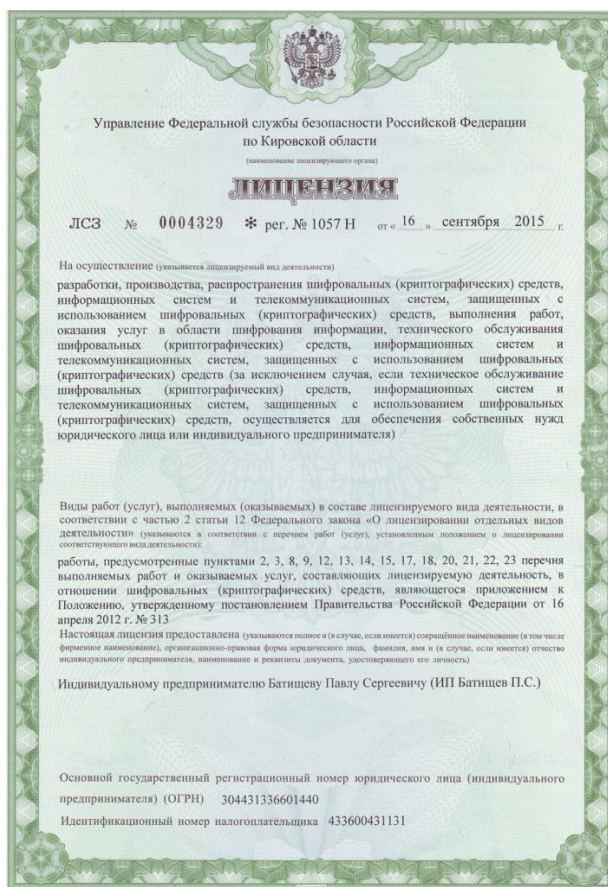 Управление Федеральной службы безопасности Российской Федерации
по Кировской области
(наименование лицензирующего органа)
ЛИЦЕНЗИЯ
ЛСЗ № 0004329 * рег. № 1057 Н от « 16 » сентября 2015 г.
На осуществление (указывается лицензируемый вид деятельности)
разработки, производства, распространения шифровальных (криптографических) средств,
информационных систем и телекоммуникационных систем, защищенных с
использованием шифровальных (криптографических) средств, выполнения работ,
оказания услуг в области шифрования информации, технического обслуживания
шифровальных (криптографических) средств, информационных систем и
телекоммуникационных систем, защищенных с использованием шифровальных
(криптографических) средств (за исключением случая, если техническое обслуживание
шифровальных (криптографических) средств, информационных систем и
телекоммуникационных систем, защищенных с использованием шифровальных
(криптографических) средств, осуществляется для обеспечения собственных нужд
юридического лица или индивидуального предпринимателя)
Виды работ (услуг), выполняемых (оказываемых) в составе лицензируемого вида деятельности, в
соответствии с частью 2 статьи 12 Федерального закона «О лицензировании отдельных видов
деятельности» (указываются в соответствии с перечнем работ (услуг), установленным положением о лицензировании
соответствующего вида деятельности):
работы, предусмотренные пунктами 2, 3, 8, 9, 12, 13, 14, 15, 17, 18, 20, 21, 22, 23 перечня
выполняемых работ и оказываемых услуг, составляющих лицензируемую деятельность, в
отношении шифровальных (криптографических) средств, являющегося приложением к
Положению, утвержденному постановлением Правительства Российской Федерации от 16
апреля 2012 г. № 313
Настоящая лицензия предоставлена (указываются полное и (в случае, если имеется) сокращённое наименование (в том числе
фирменное наименование), организационно-правовая форма юридического лица, фамилия, имя и (в случае, если имеется) отчество
индивидуального предпринимателя, наименование и реквизиты документа, удостоверяющего его личность)
Индивидуальному предпринимателю Батищеву Павлу Сергеевичу (ИП Батищев П.С.)
Основной государственный регистрационный номер юридического лица (индивидуального
предпринимателя) (ОГРН) 304431336601440
Идентификационный номер налогоплательщика 433600431131